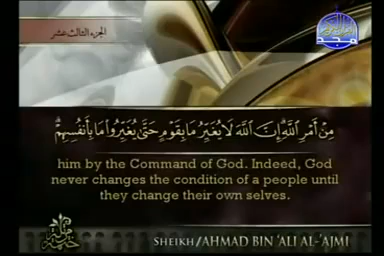 الجزء الثالث عشر
مجد
مِنْ أَمْرِ اللَّهِ إِنَّ اللَّهَ لَا يُغَيِّرُ مَا بِقَوْمٍ حَتَّى يُغَيِّرُوا مَا بِأَنفُسِهِمْ
him by the Command of God. Indeed, God
never changes the condition of a people until
they change their own selves.
SHEIKH/AHMAD BIN 'ALI AL-'AJMI